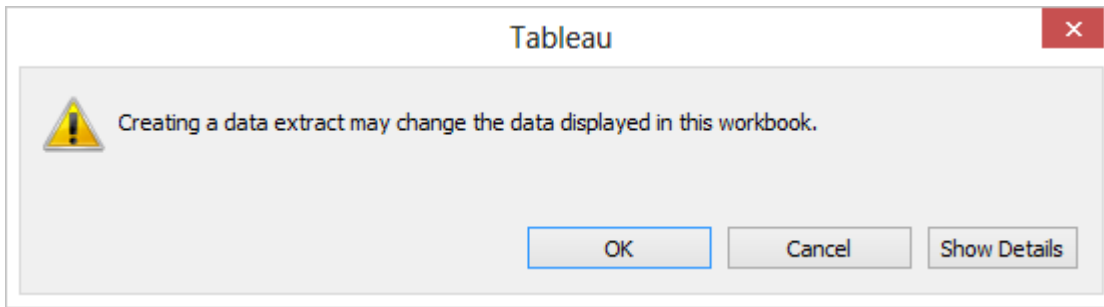 Tableau
Creating a data extract may change the data displayed in this workbook.
OK Cancel Show Details